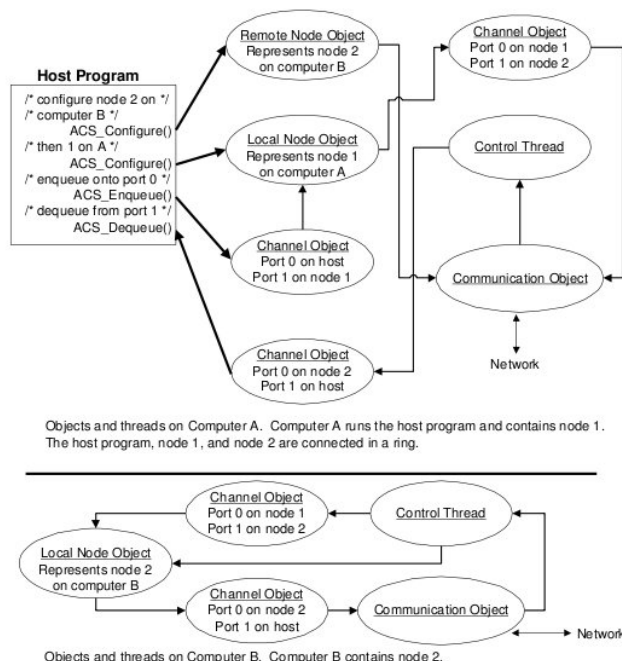 Host Program
/* configure node 2 on */
/* computer B */
ACS_Configure()
/* then 1 on A */
ACS_Configure()
/* enqueue onto port 0 */
ACS_Enqueue()
/* dequeue from port 1 */
ACS_Dequeue()
Remote Node Object
Represents node 2
on computer B
Channel Object
Port 0 on node 1
Port 1 on node 2
Local Node Object
Represents node 1
on computer A
Control Thread
Channel Object
Port 0 on host
Port 1 on node 1
Communication Object
Network
Channel Object
Port 0 on node 2
Port 1 on host
Objects and threads on Computer A. Computer A runs the host program and contains node 1.
The host program, node 1, and node 2 are connected in a ring.
Channel Object
Port 0 on node 1
Port 1 on node 2
Control Thread
Local Node Object
Represents node 2
on computer B
Channel Object
Port 0 on node 2
Port 1 on host
Communication Object
Network
Objects and threads on Computer B. Computer B contains node 2.